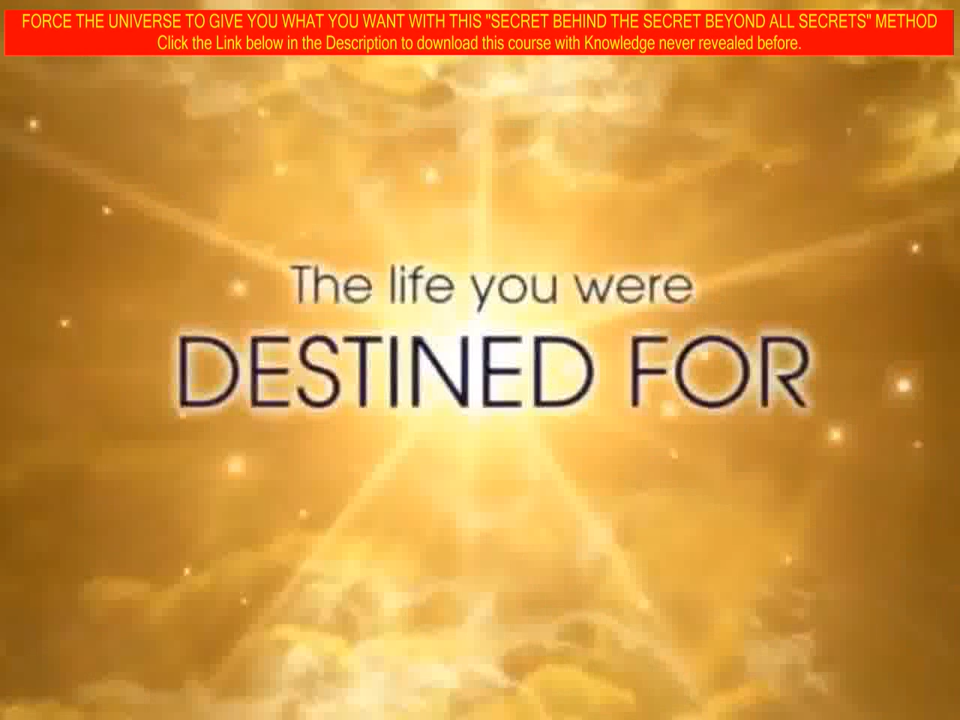 FORCE THE UNIVERSE TO GIVE YOU WHAT YOU WANT WITH THIS "SECRET BEHIND THE SECRET BEYOND ALL SECRETS" METHOD
Click the Link below in the Description to download this course with Knowledge never revealed before.
The life you were
DESTINED FOR